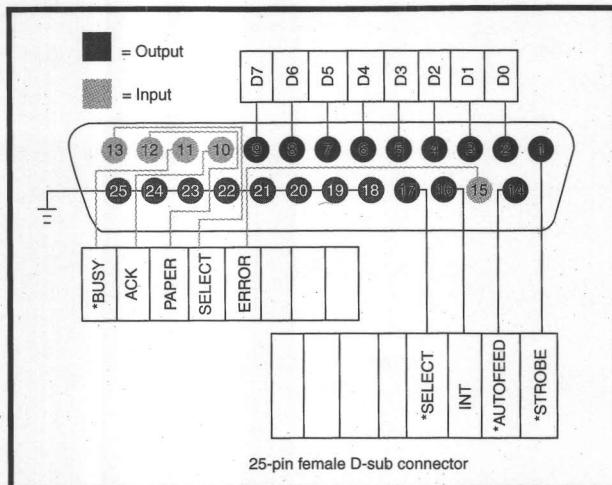 = Output
= Input
D7 D6 D5 D4 D3 D2 D1 D0
13 12 11 10 9 8 7 6 5 4 3 2 1
25 24 23 22 21 20 19 18 17 16 15 14
*BUSY ACK PAPER SELECT ERROR
*SELECT INT *AUTOFEED *STROBE
25-pin female D-sub connector